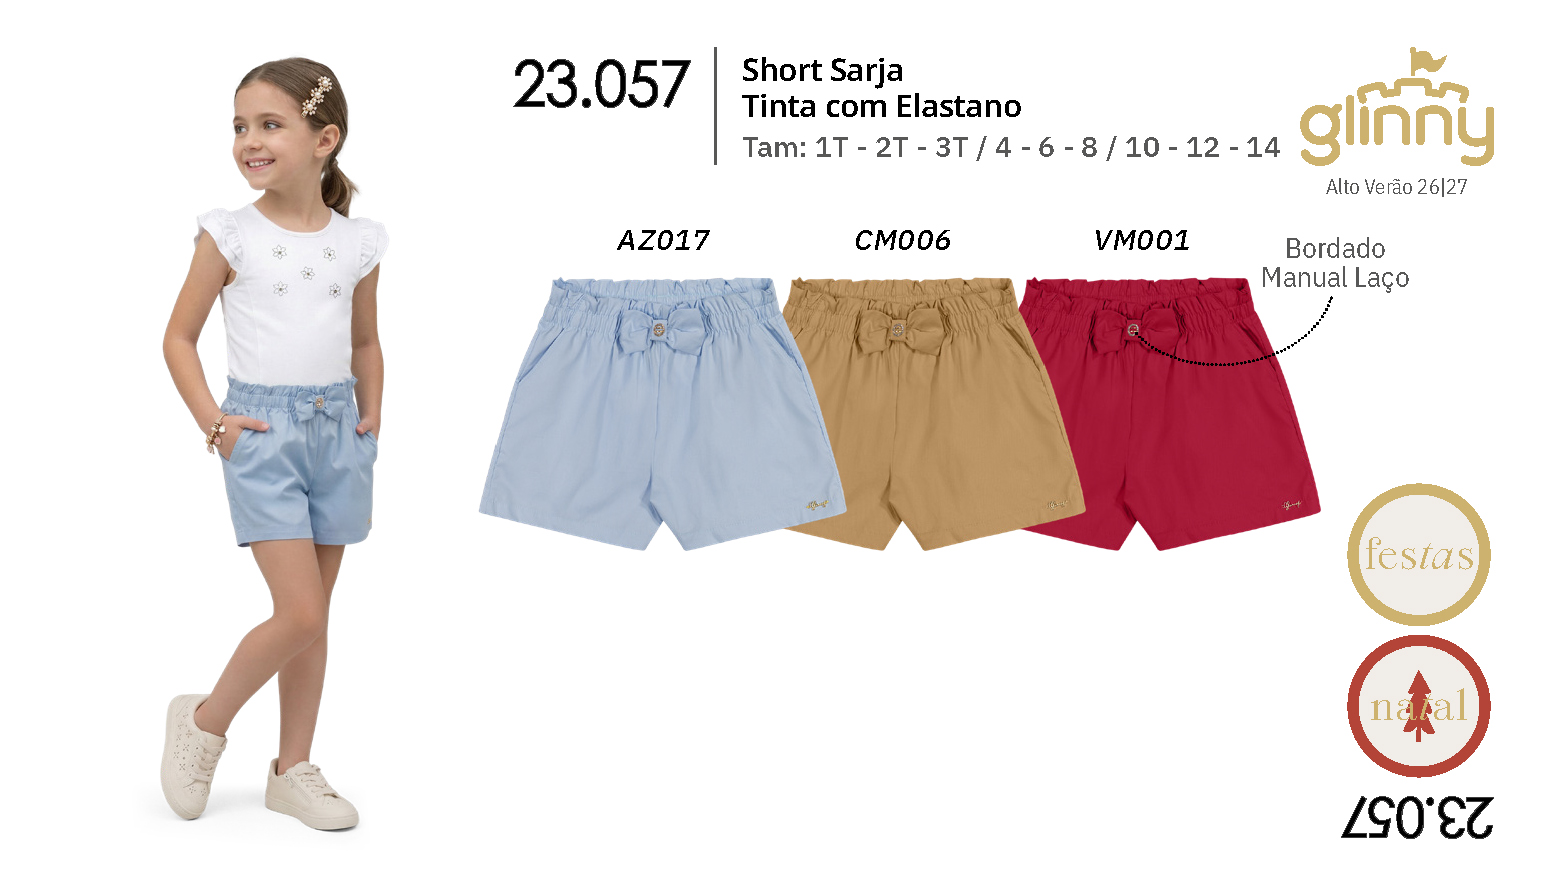 23.057
Short Sarja
Tinta com Elastano
Tam: 1T - 2T - 3T / 4 - 6 - 8 / 10 - 12 - 14
glinny
Alto Verão 26|27
AZ017
CM006
VM001
Bordado
Manual Laço
festas
natal
23.057